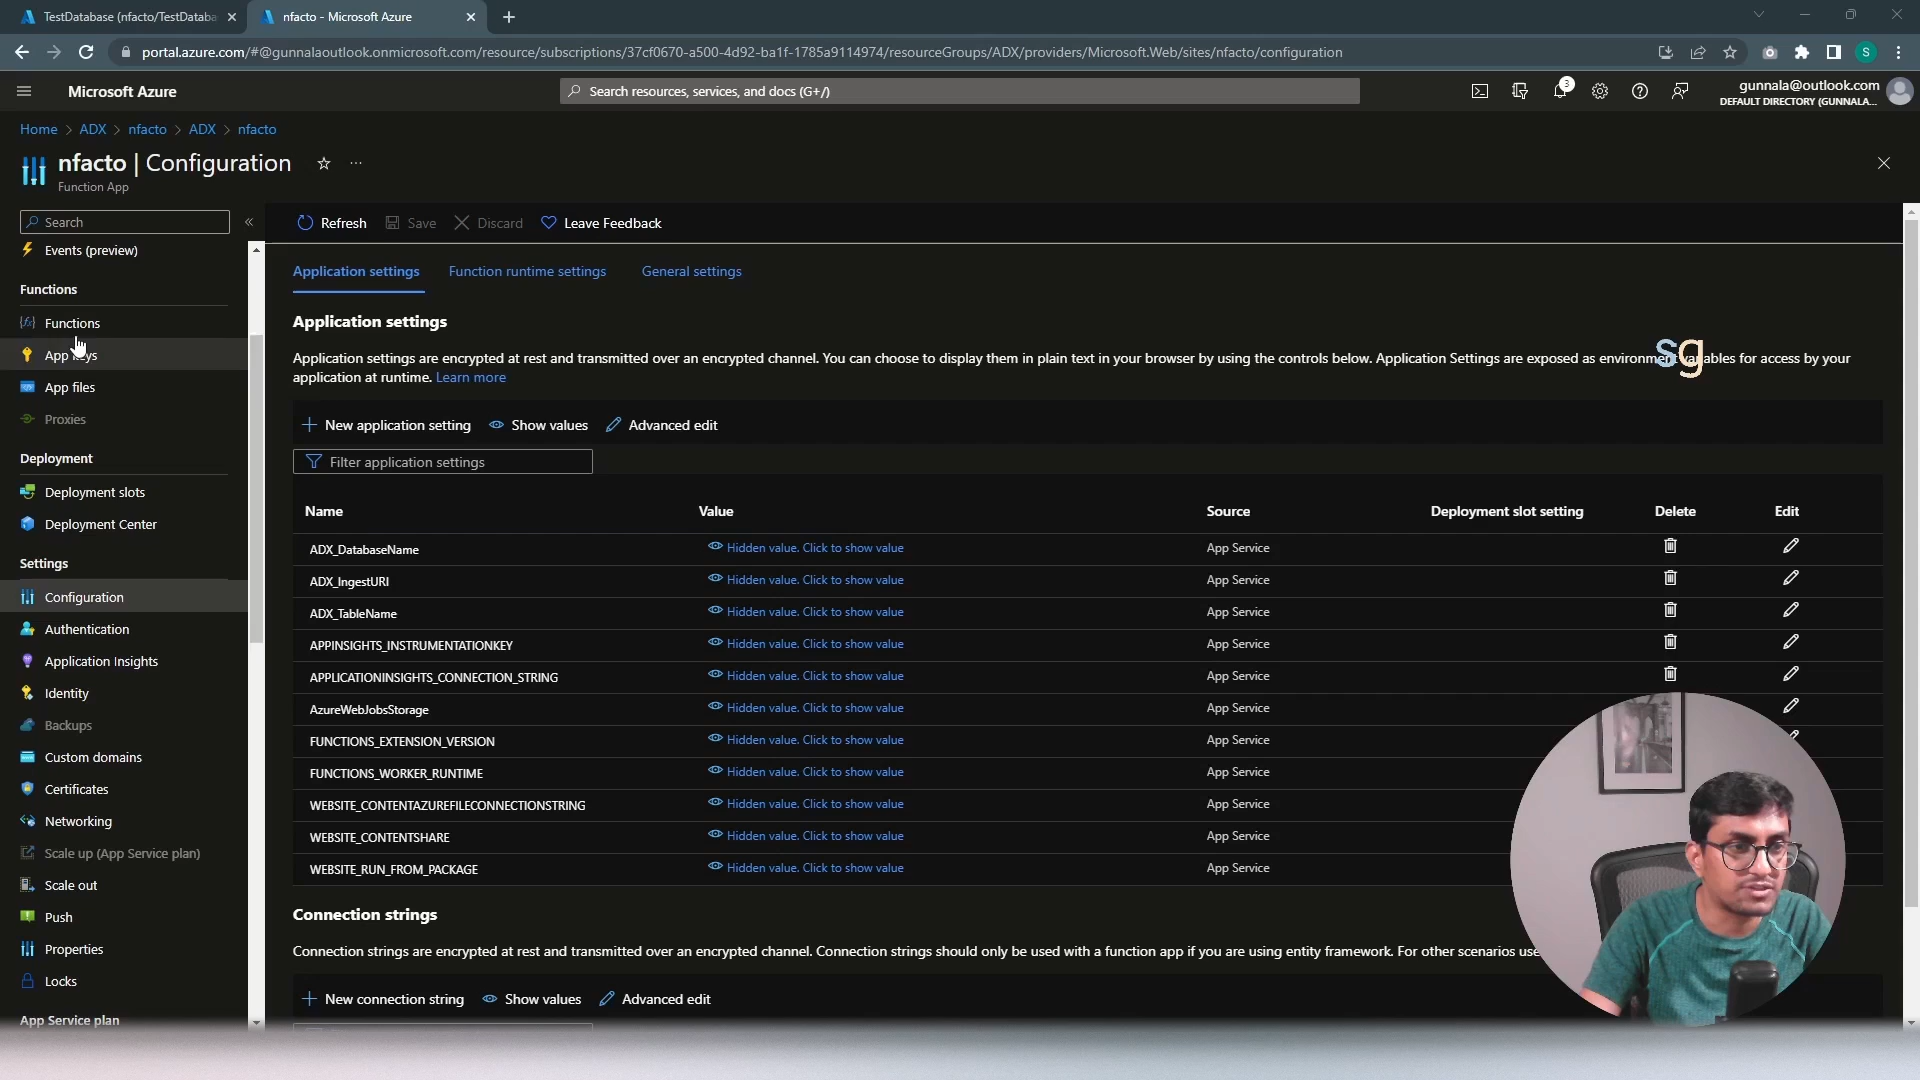 TestDatabase (nfacto/TestDataba
nfacto - Microsoft Azure
portal.azure.com/#@gunnalaoutlook.onmicrosoft.com/resource/subscriptions/37cf0670-a500-4d92-ba1f-1785a9114974/resourceGroups/ADX/providers/Microsoft.Web/sites/nfacto/configuration
S
Microsoft Azure
Search resources, services, and docs (G+/)
3
gunnala@outlook.com
DEFAULT DIRECTORY (GUNNALA...
Home > ADX > nfacto > ADX > nfacto
nfacto | Configuration
Function App
Search
«
Refresh
Save
Discard
Leave Feedback
Events (preview)
Functions
Functions
App
App files
Proxies
Deployment
Deployment slots
Deployment Center
Settings
Configuration
Authentication
Application Insights
Identity
Backups
Custom domains
Certificates
Networking
Scale up (App Service plan)
Scale out
Push
Properties
Locks
App Service plan
Application settings
Function runtime settings
General settings
Application settings
sg
Application settings are encrypted at rest and transmitted over an encrypted channel. You can choose to display them in plain text in your browser by using the controls below. Application Settings are exposed as environment variables for access by your
application at runtime. Learn more
New application setting
Show values
Advanced edit
Filter application settings
Name Value Source Deployment slot setting Delete Edit
ADX_DatabaseName Hidden value. Click to show value App Service
ADX_IngestURI Hidden value. Click to show value App Service
ADX_TableName Hidden value. Click to show value App Service
APPINSIGHTS_INSTRUMENTATIONKEY Hidden value. Click to show value App Service
APPLICATIONINSIGHTS_CONNECTION_STRING Hidden value. Click to show value App Service
AzureWebJobsStorage Hidden value. Click to show value App Service
FUNCTIONS_EXTENSION_VERSION Hidden value. Click to show value App Service
FUNCTIONS_WORKER_RUNTIME Hidden value. Click to show value App Service
WEBSITE_CONTENTAZUREFILECONNECTIONSTRING Hidden value. Click to show value App Service
WEBSITE_CONTENTSHARE Hidden value. Click to show value App Service
WEBSITE_RUN_FROM_PACKAGE Hidden value. Click to show value App Service
Connection strings
Connection strings are encrypted at rest and transmitted over an encrypted channel. Connection strings should only be used with a function app if you are using entity framework. For other scenarios use
New connection string
Show values
Advanced edit